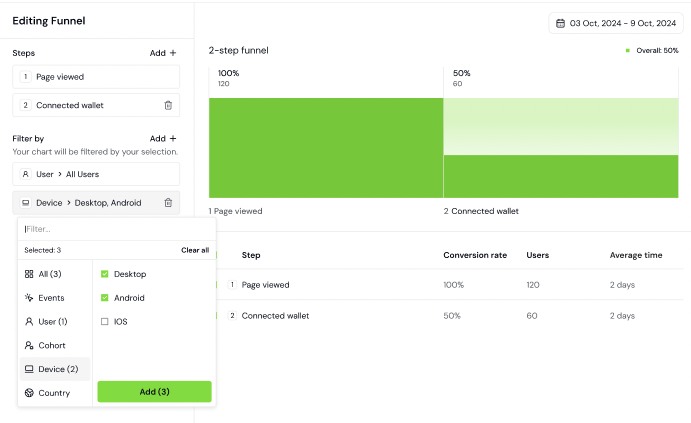 Editing Funnel
03 Oct, 2024 - 9 Oct, 2024
Steps
Add +
1 Page viewed
2 Connected wallet
Filter by
Add +
Your chart will be filtered by your selection.
User > All Users
Device > Desktop, Android
Filter...
Selected: 3
Clear all
All (3)
Events
User (1)
Cohort
Device (2)
Country
Desktop
Android
IOS
Add (3)
2-step funnel
Overall: 50%
100%
120
50%
60
1 Page viewed
2 Connected wallet
Step Conversion rate Users Average time
1 Page viewed 100% 120 2 days
2 Connected wallet 50% 60 2 days